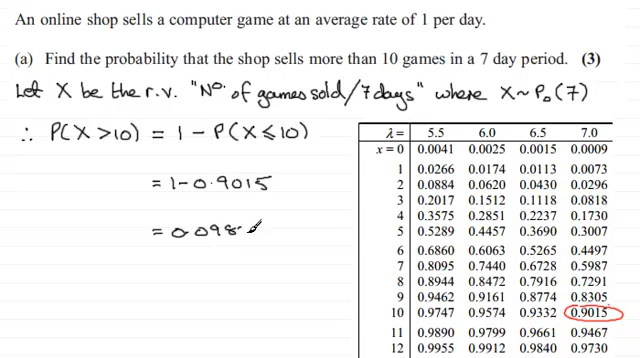 An online shop sells a computer game at an average rate of 1 per day.
(a) Find the probability that the shop sells more than 10 games in a 7 day period. (3)
Let X be the r.v. "No. of games sold/7days" where X ~ Po(7)
∴ P(X>10) = 1 - P(X≤10)
= 1 - 0.9015
= 0.098
λ = 5.5 6.0 6.5 7.0
x = 0 0.0041 0.0025 0.0015 0.0009
1 0.0266 0.0174 0.0113 0.0073
2 0.0884 0.0620 0.0430 0.0296
3 0.2017 0.1512 0.1118 0.0818
4 0.3575 0.2851 0.2237 0.1730
5 0.5289 0.4457 0.3690 0.3007
6 0.6860 0.6063 0.5265 0.4497
7 0.8095 0.7440 0.6728 0.5987
8 0.8944 0.8472 0.7916 0.7291
9 0.9462 0.9161 0.8774 0.8305
10 0.9747 0.9574 0.9332 0.9015
11 0.9890 0.9799 0.9661 0.9467
12 0.9955 0.9912 0.9840 0.9730